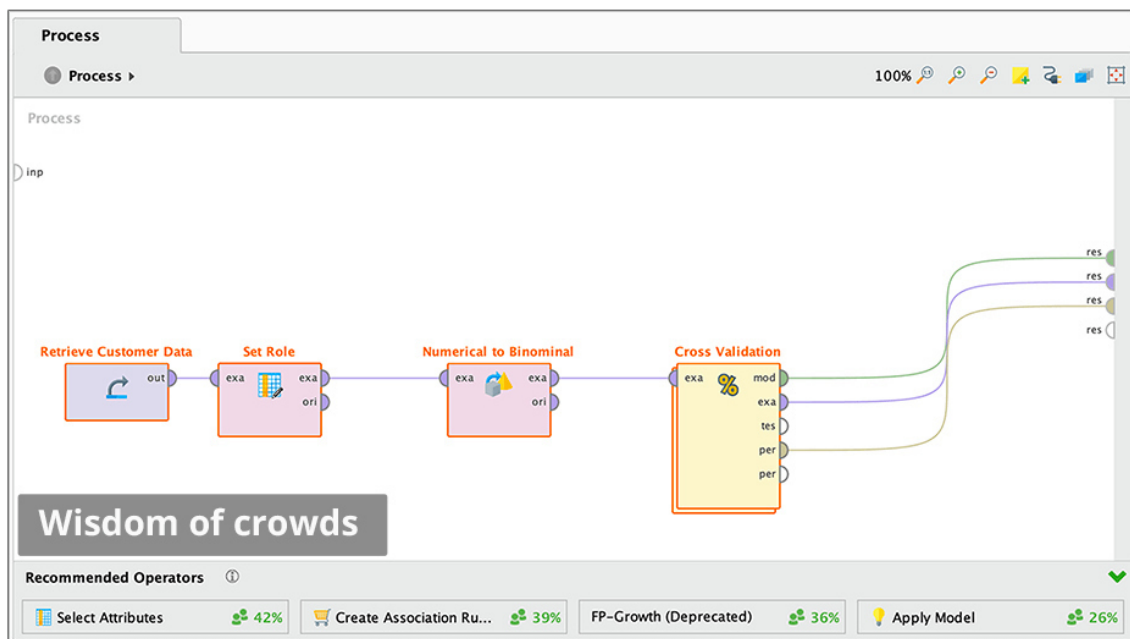 Process
Process
100%
Process
inp
res
res
res
res
Retrieve Customer Data
Set Role
Numerical to Binominal
Cross Validation
out
exa
exa
ori
exa
exa
ori
exa
mod
exa
tes
per
per
Wisdom of crowds
Recommended Operators
Select Attributes 42%
Create Association Ru... 39%
FP-Growth (Deprecated) 36%
Apply Model 26%